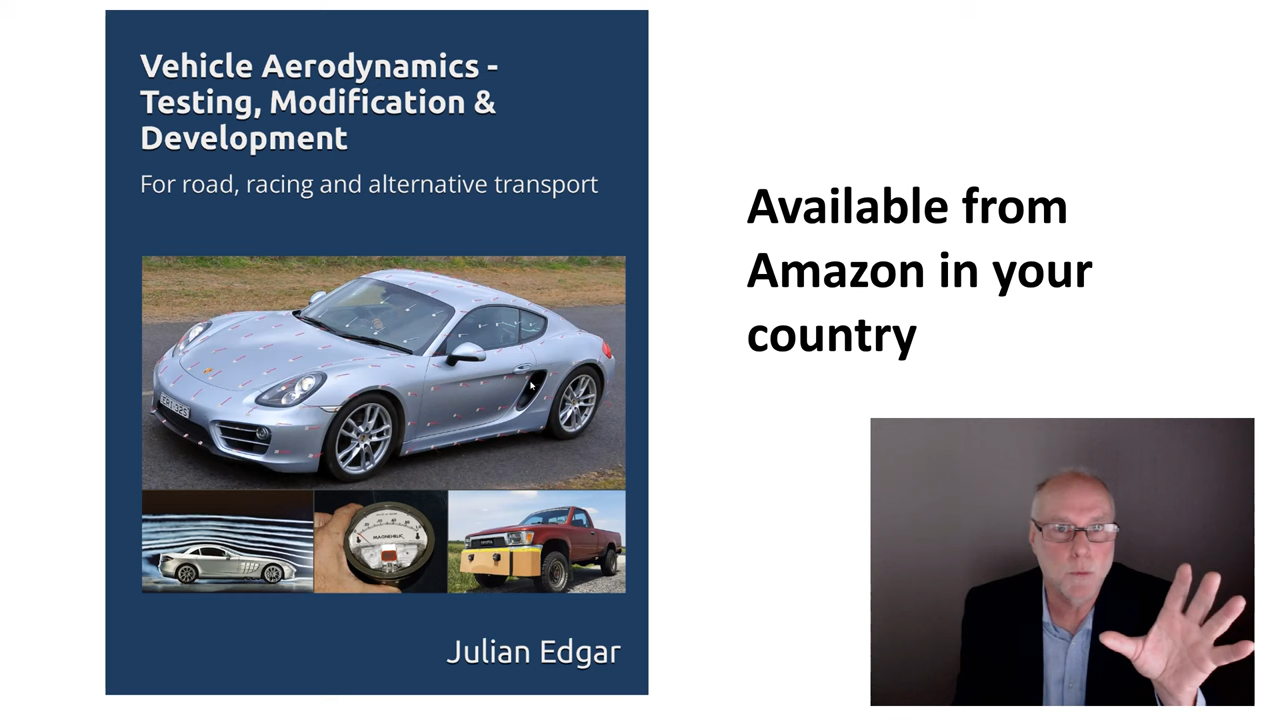 Vehicle Aerodynamics -
Testing, Modification &
Development
For road, racing and alternative transport
Available from
Amazon in your
country
MAGNEHELIC
Julian Edgar